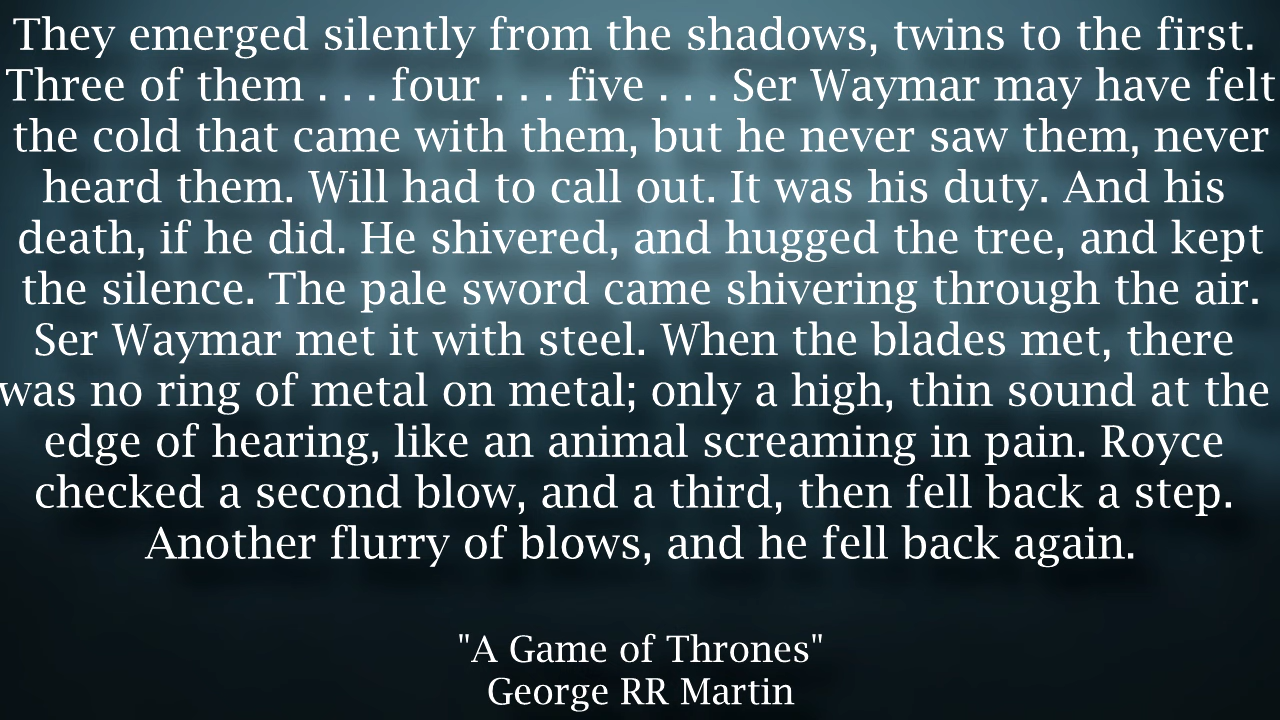 They emerged silently from the shadows, twins to the first.
Three of them . . . four . . . five . . . Ser Waymar may have felt
the cold that came with them, but he never saw them, never
heard them. Will had to call out. It was his duty. And his
death, if he did. He shivered, and hugged the tree, and kept
the silence. The pale sword came shivering through the air.
Ser Waymar met it with steel. When the blades met, there
was no ring of metal on metal; only a high, thin sound at the
edge of hearing, like an animal screaming in pain. Royce
checked a second blow, and a third, then fell back a step.
Another flurry of blows, and he fell back again.
"A Game of Thrones"
George RR Martin